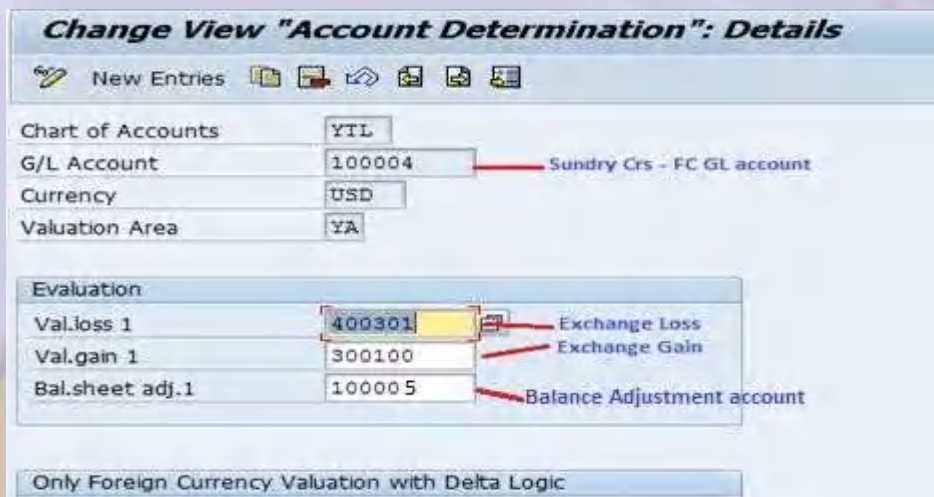 Change View "Account Determination": Details
New Entries
Chart of Accounts YTL
G/L Account 100004 Sundry Crs - FC GL account
Currency USD
Valuation Area YA
Evaluation
Val.loss 1 400301 Exchange Loss
Val.gain 1 300100 Exchange Gain
Bal.sheet adj.1 100005 Balance Adjustment account
Only Foreign Currency Valuation with Delta Logic